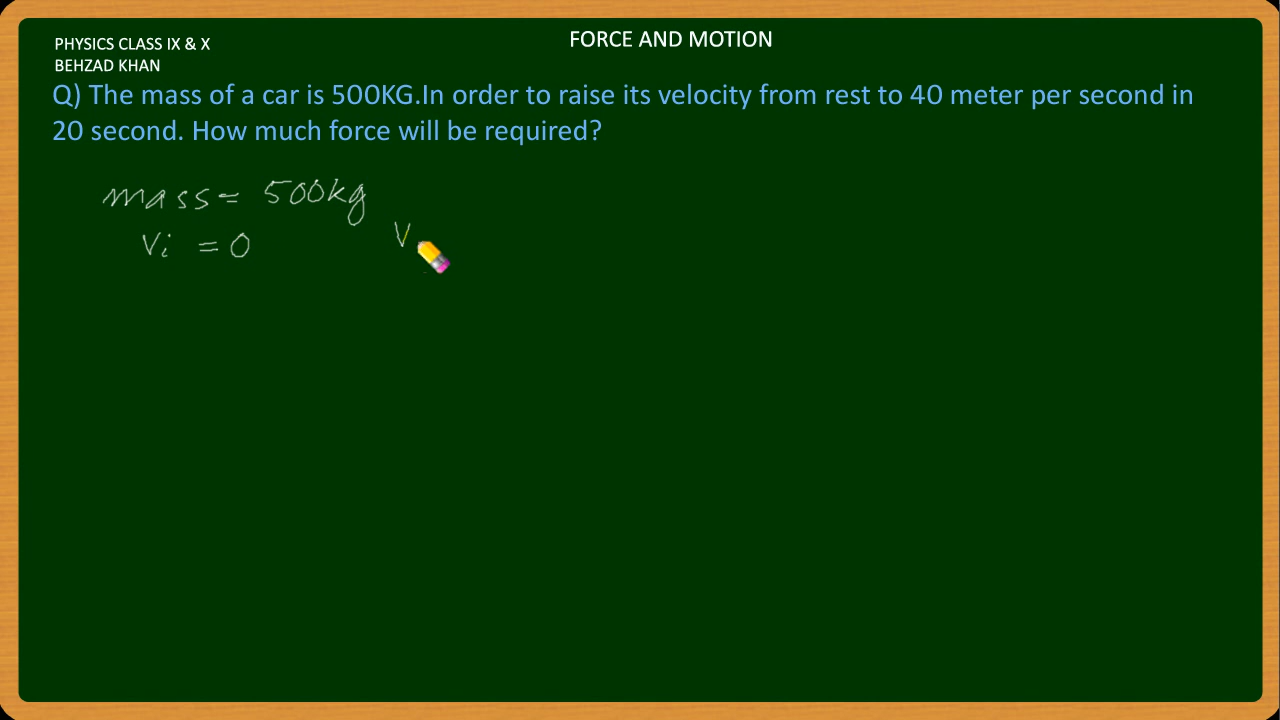 PHYSICS CLASS IX & X
BEHZAD KHAN
FORCE AND MOTION
Q) The mass of a car is 500KG.In order to raise its velocity from rest to 40 meter per second in
20 second. How much force will be required?
mass= 500kg
Vi = 0 V